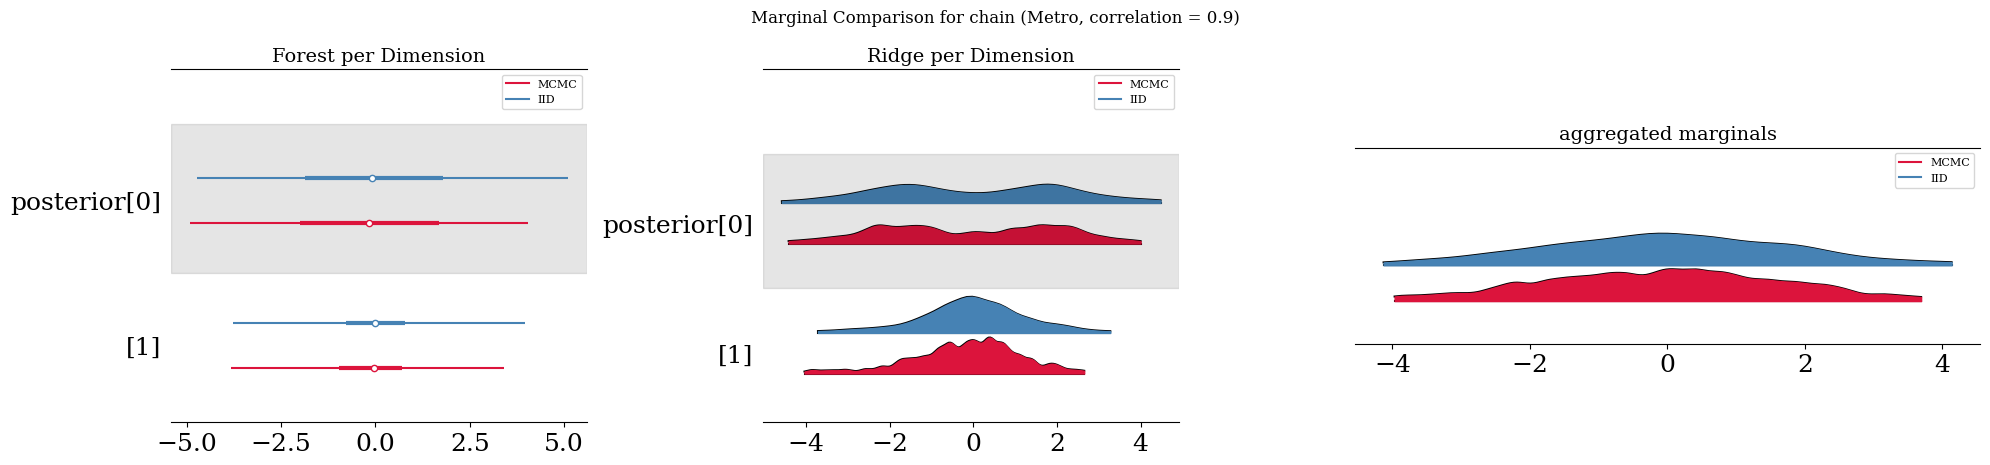 Marginal Comparison for chain (Metro, correlation = 0.9)
Forest per Dimension
MCMC
IID
posterior[0]
[1]
−5.0 −2.5 0.0 2.5 5.0
Ridge per Dimension
MCMC
IID
posterior[0]
[1]
−4 −2 0 2 4
aggregated marginals
MCMC
IID
−4 −2 0 2 4